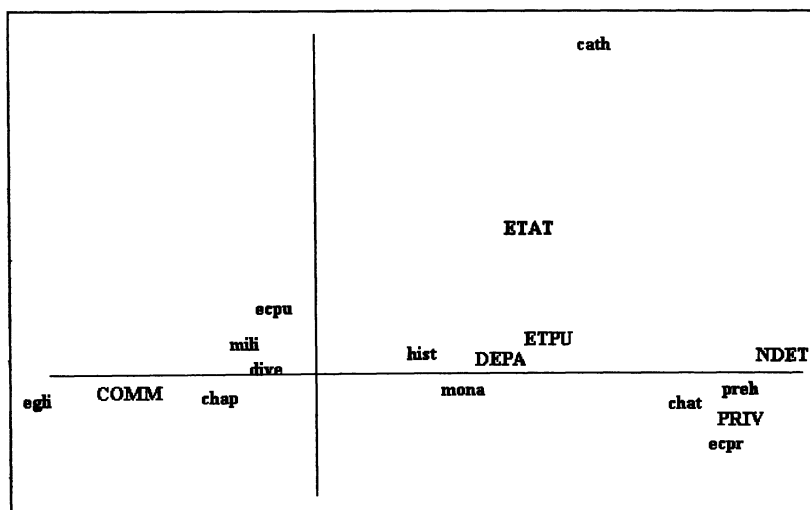 cath
ETAT
ecpu
mili
ETPU
hist
DEPA
NDET
dive
egli
COMM
chap
mona
chat
preh
PRIV
ecpr